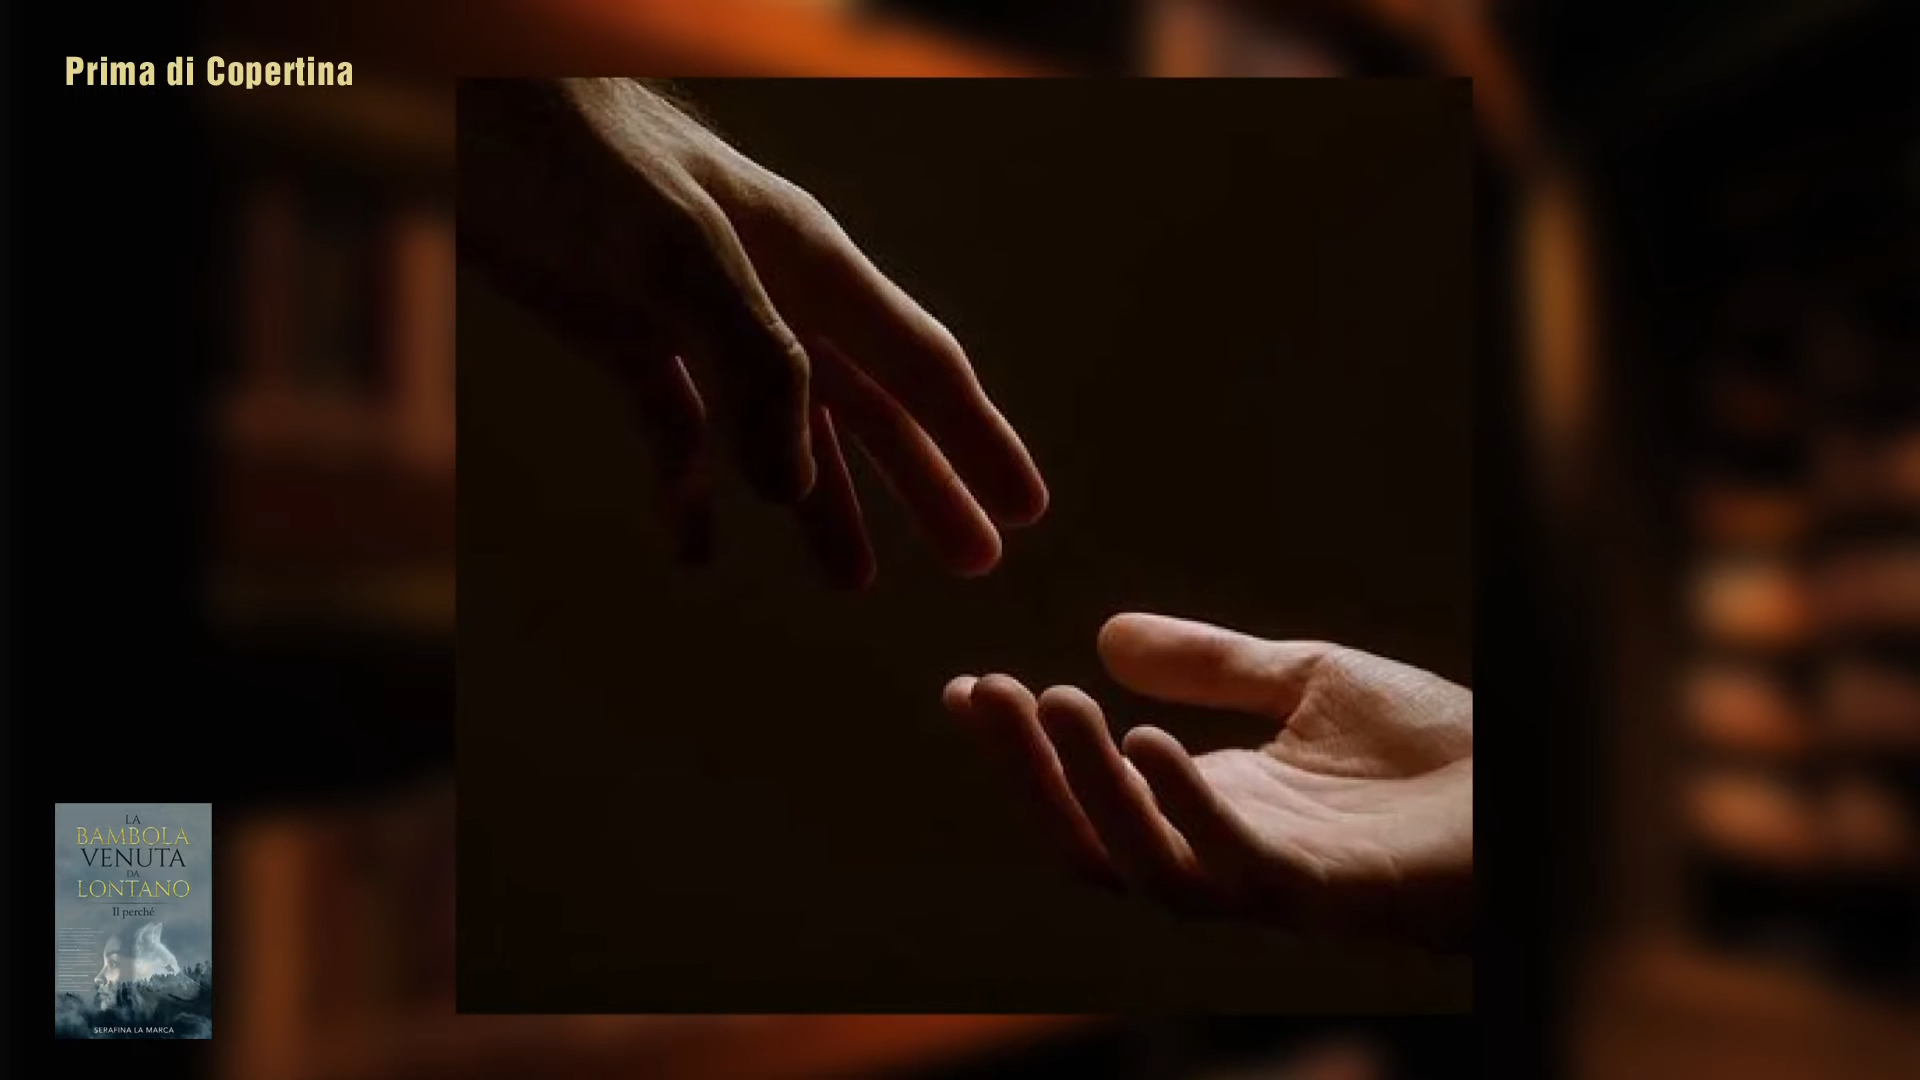 Prima di Copertina
LA
BAMBOLA
VENUTA
DA
LONTANO
Il perché
SERAFINA LA MARCA